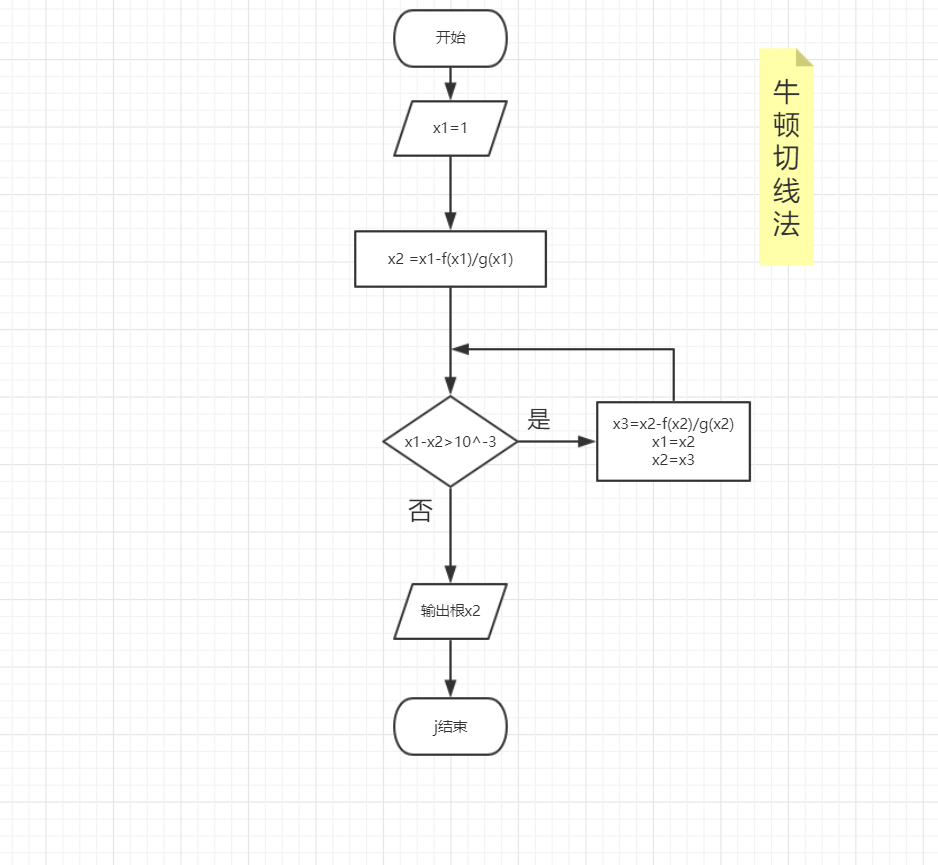 开始
x1=1
x2 =x1-f(x1)/g(x1)
x1-x2>10^-3
是
x3=x2-f(x2)/g(x2)
x1=x2
x2=x3
否
输出根x2
j结束
牛
顿
切
线
法